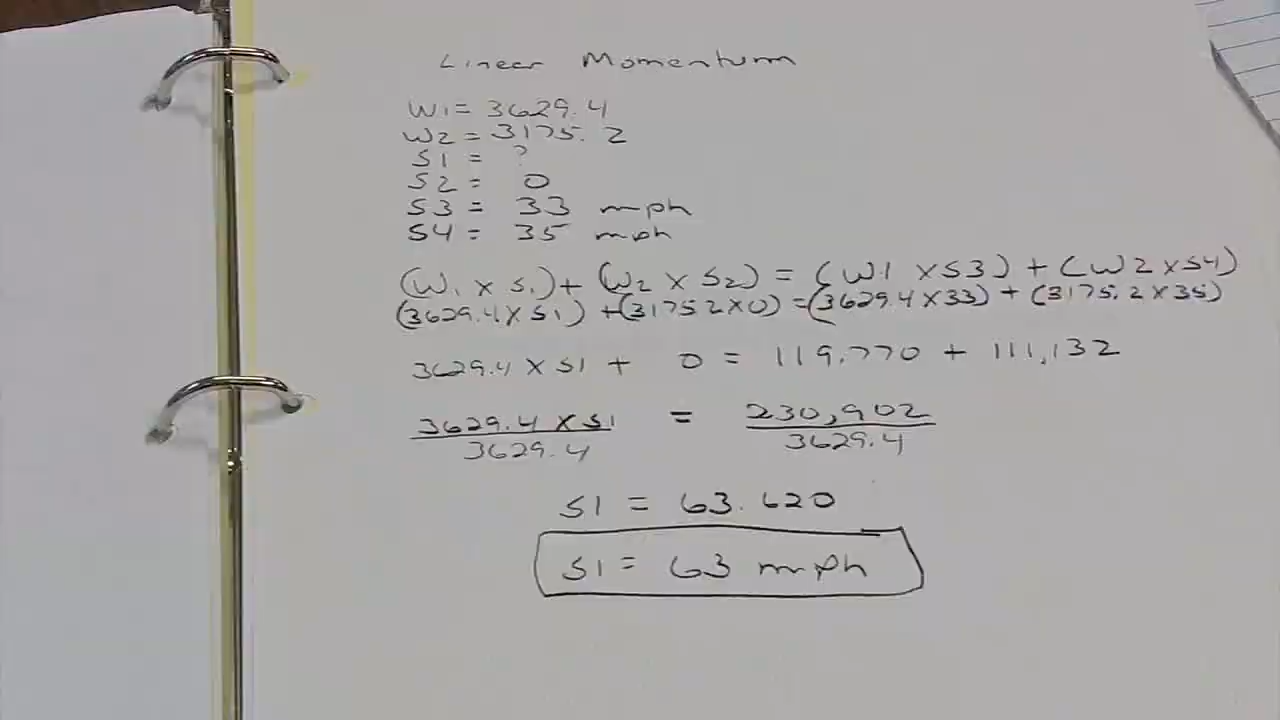 Linear Momentum
W1 = 3629.4
W2 = 3175.2
S1 = ?
S2 = 0
S3 = 33 mph
S4 = 35 mph
(W1 x S1) + (W2 x S2) = (W1 x S3) + (W2 x S4)
(3629.4 x S1) + (3175.2 x 0) = (3629.4 x 33) + (3175.2 x 35)
3629.4 x S1 + 0 = 119,770 + 111,132
3629.4 x S1 = 230,902
3629.4 3629.4
S1 = 63.620
S1 = 63 mph